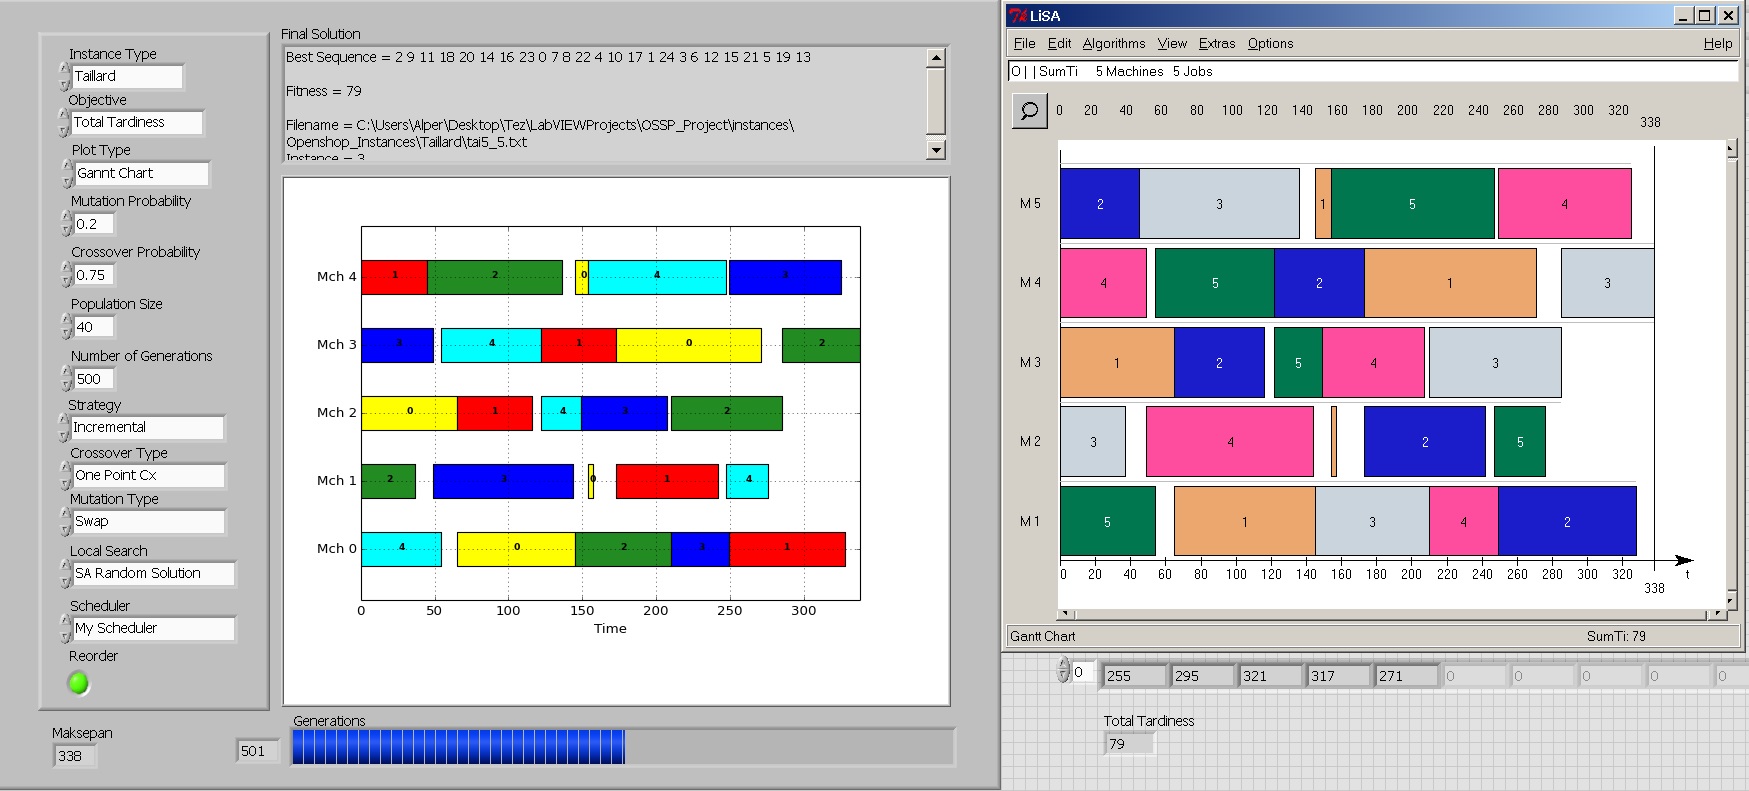 Instance Type
Taillard
Objective
Total Tardiness
Plot Type
Gannt Chart
Mutation Probability
0.2
Crossover Probability
0.75
Population Size
40
Number of Generations
500
Strategy
Incremental
Crossover Type
One Point Cx
Mutation Type
Swap
Local Search
SA Random Solution
Scheduler
My Scheduler
Reorder
Maksepan
338
501
Final Solution
Best Sequence = 2 9 11 18 20 14 16 23 0 7 8 22 4 10 17 1 24 3 6 12 15 21 5 19 13
Fitness = 79
Filename = C:\Users\Alper\Desktop\Tez\LabVIEWProjects\OSSP_Project\instances\
Openshop_Instances\Taillard\tai5_5.txt
Instance = 3
Mch 4 1 2 0 4 3
Mch 3 3 4 1 0 2
Mch 2 0 1 4 3 2
Mch 1 2 3 0 1 4
Mch 0 4 0 2 3 1
0 50 100 150 200 250 300
Time
Generations
LiSA
File Edit Algorithms View Extras Options Help
O | | SumTi 5 Machines 5 Jobs
0 20 40 60 80 100 120 140 160 180 200 220 240 260 280 300 320
338
M 5 2 3 1 5 4
M 4 4 5 2 1 3
M 3 1 2 5 4 3
M 2 3 4 2 5
M 1 5 1 3 4 2
0 20 40 60 80 100 120 140 160 180 200 220 240 260 280 300 320 t
338
Gantt Chart SumTi: 79
0 255 295 321 317 271 0 0 0 0 0
Total Tardiness
79